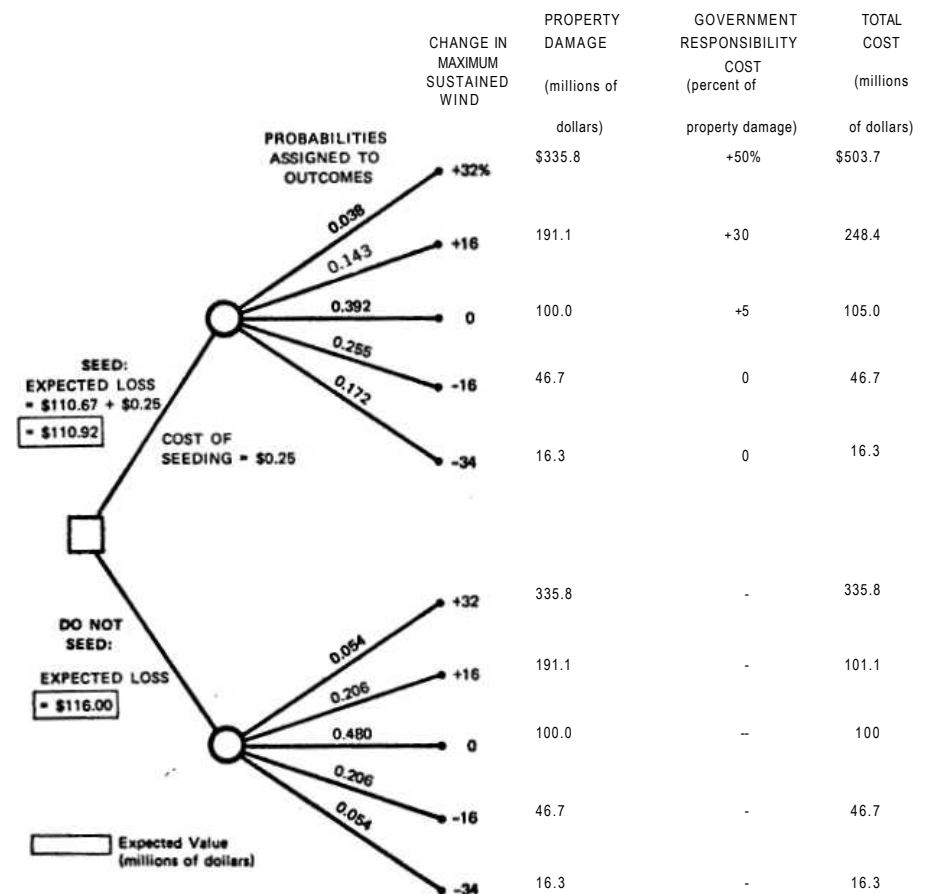 PROPERTY
DAMAGE
(millions of
dollars)
GOVERNMENT
RESPONSIBILITY
COST
(percent of
property damage)
TOTAL
COST
(millions
of dollars)
CHANGE IN
MAXIMUM
SUSTAINED
WIND
PROBABILITIES
ASSIGNED TO
OUTCOMES
0.038 +32% $335.8 +50% $503.7
0.143 +16 191.1 +30 248.4
0.392 0 100.0 +5 105.0
0.255 -16 46.7 0 46.7
0.172 -34 16.3 0 16.3
SEED:
EXPECTED LOSS
= $110.67 + $0.25
= $110.92
COST OF
SEEDING = $0.25
0.054 +32 335.8 - 335.8
0.206 +16 191.1 - 101.1
0.480 0 100.0 -- 100
0.206 -16 46.7 - 46.7
0.054 -34 16.3 - 16.3
DO NOT
SEED:
EXPECTED LOSS
= $116.00
Expected Value
(millions of dollars)